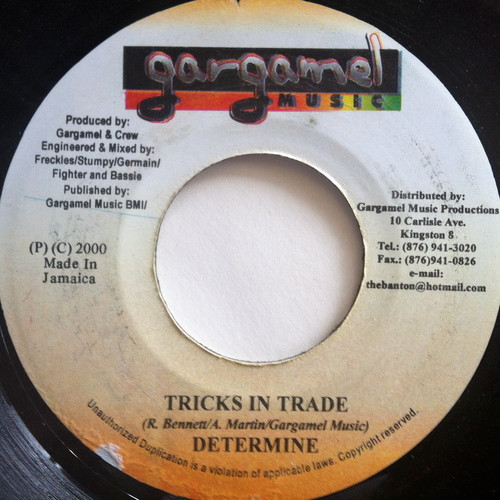 gargamel
MUSIC
Produced by:
Gargamel & Crew
Engineered & Mixed by:
Freckles/Stumpy/Germain/
Fighter and Bassie
Published by:
Gargamel Music BMI/
(P) (C) 2000
Made In
Jamaica
Distributed by:
Gargamel Music Productions
10 Carlisle Ave.
Kingston 8
Tel.: (876) 941-3020
Fax.: (876)941-0826
e-mail:
thebanton@hotmail.com
TRICKS IN TRADE
(R. Bennett/A. Martin/Gargamel Music)
DETERMINE
Unauthorized Duplication is a violation of applicable laws. Copyright reserved.